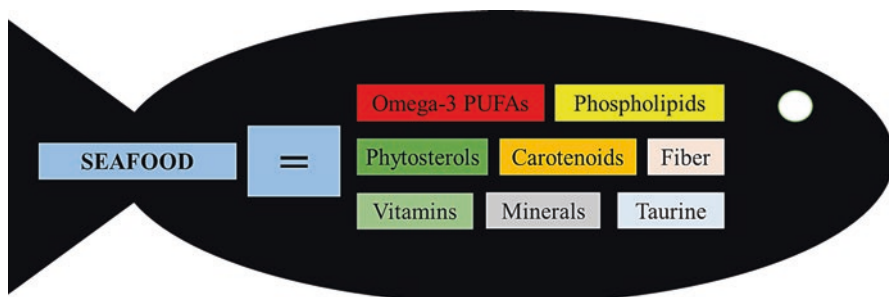 Omega-3 PUFAs Phospholipids
SEAFOOD = Phytosterols Carotenoids Fiber
Vitamins Minerals Taurine